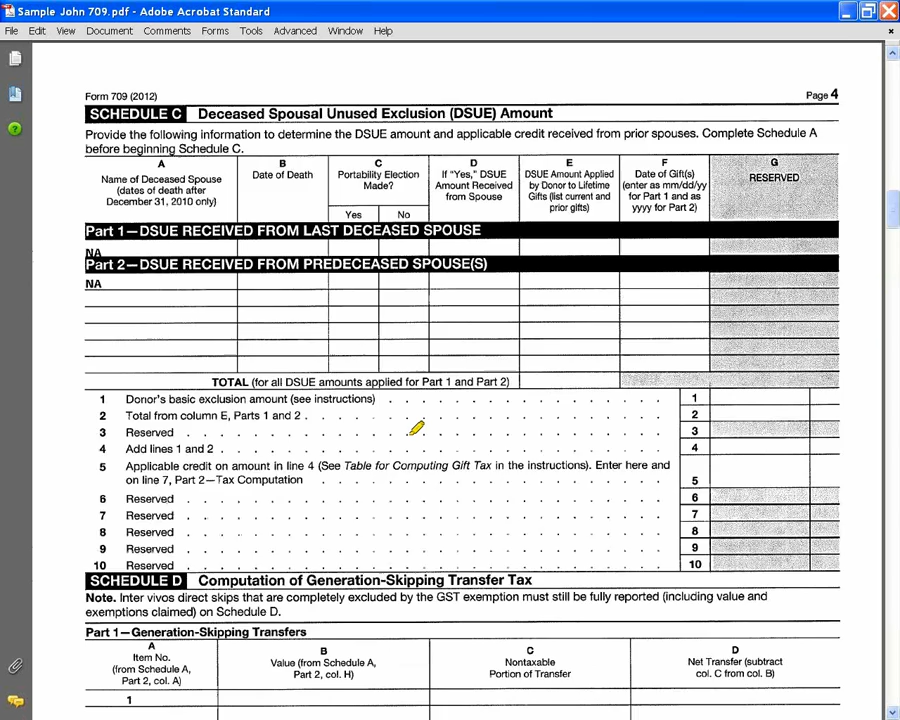 Sample John 709.pdf - Adobe Acrobat Standard
File Edit View Document Comments Forms Tools Advanced Window Help
Form 709 (2012) Page 4
SCHEDULE C Deceased Spousal Unused Exclusion (DSUE) Amount
Provide the following information to determine the DSUE amount and applicable credit received from prior spouses. Complete Schedule A
before beginning Schedule C.
A
Name of Deceased Spouse
(dates of death after
December 31, 2010 only)
B
Date of Death
C
Portability Election
Made?
Yes No
D
If "Yes," DSUE
Amount Received
from Spouse
E
DSUE Amount Applied
by Donor to Lifetime
Gifts (list current and
prior gifts)
F
Date of Gift(s)
(enter as mm/dd/yy
for Part 1 and as
yyyy for Part 2)
G
RESERVED
Part 1—DSUE RECEIVED FROM LAST DECEASED SPOUSE
NA
Part 2—DSUE RECEIVED FROM PREDECEASED SPOUSE(S)
NA
TOTAL (for all DSUE amounts applied for Part 1 and Part 2)
1 Donor's basic exclusion amount (see instructions) 1
2 Total from column E, Parts 1 and 2 2
3 Reserved 3
4 Add lines 1 and 2 4
5 Applicable credit on amount in line 4 (See Table for Computing Gift Tax in the instructions). Enter here and
on line 7, Part 2—Tax Computation 5
6 Reserved 6
7 Reserved 7
8 Reserved 8
9 Reserved 9
10 Reserved 10
SCHEDULE D Computation of Generation-Skipping Transfer Tax
Note. Inter vivos direct skips that are completely excluded by the GST exemption must still be fully reported (including value and
exemptions claimed) on Schedule D.
Part 1—Generation-Skipping Transfers
A
Item No.
(from Schedule A,
Part 2, col. A)
B
Value (from Schedule A,
Part 2, col. H)
C
Nontaxable
Portion of Transfer
D
Net Transfer (subtract
col. C from col. B)
1